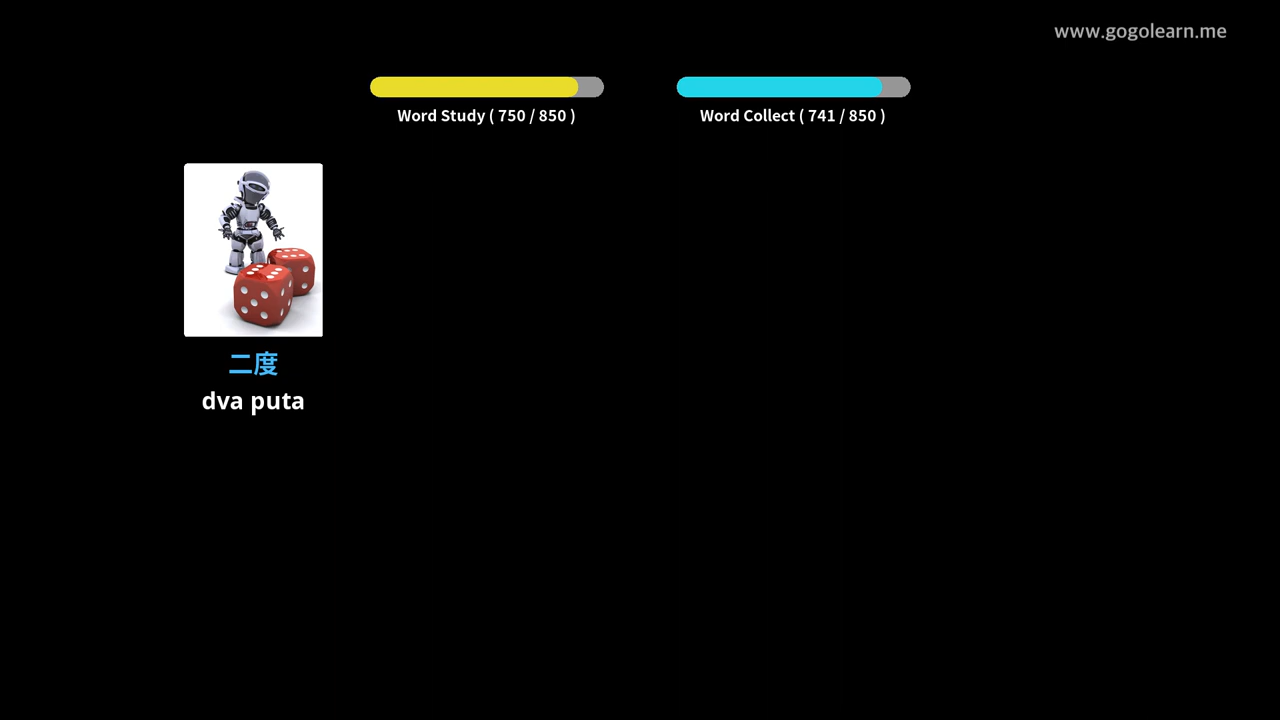 www.gogolearn.me
Word Study ( 750 / 850 )
Word Collect ( 741 / 850 )
二度
dva puta